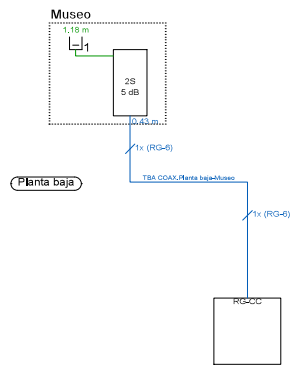 Museo
1.18 m
1
2S
5 dB
0.43 m
1x (RG-6)
TBA COAX.Planta baja-Museo
Planta baja
1x (RG-6)
RG-CC